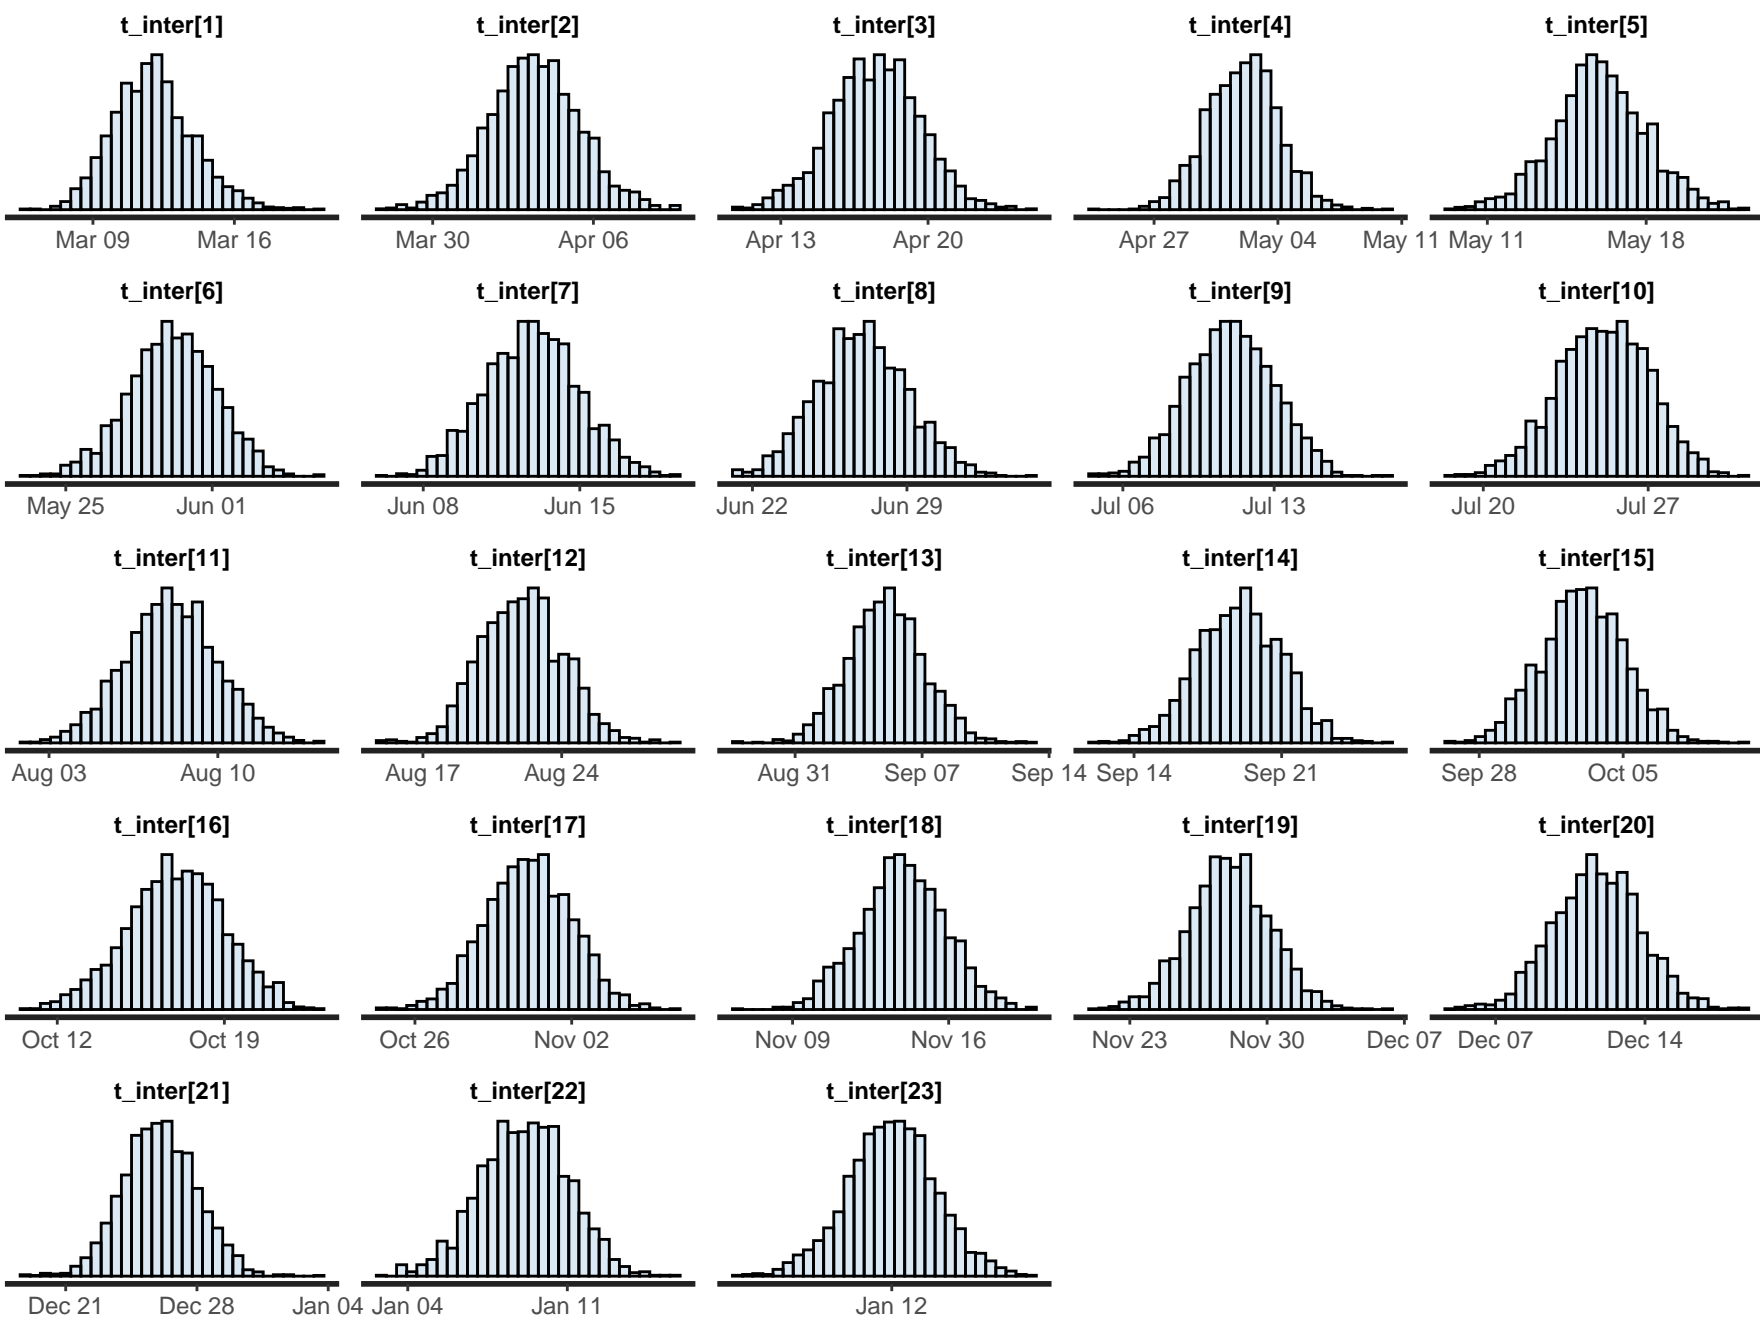 t_inter[1] t_inter[2] t_inter[3] t_inter[4] t_inter[5]
Mar 09 Mar 16 Mar 30 Apr 06 Apr 13 Apr 20 Apr 27 May 04 May 11 May 11 May 18
t_inter[6] t_inter[7] t_inter[8] t_inter[9] t_inter[10]
May 25 Jun 01 Jun 08 Jun 15 Jun 22 Jun 29 Jul 06 Jul 13 Jul 20 Jul 27
t_inter[11] t_inter[12] t_inter[13] t_inter[14] t_inter[15]
Aug 03 Aug 10 Aug 17 Aug 24 Aug 31 Sep 07 Sep 14 Sep 14 Sep 21 Sep 28 Oct 05
t_inter[16] t_inter[17] t_inter[18] t_inter[19] t_inter[20]
Oct 12 Oct 19 Oct 26 Nov 02 Nov 09 Nov 16 Nov 23 Nov 30 Dec 07 Dec 07 Dec 14
t_inter[21] t_inter[22] t_inter[23]
Dec 21 Dec 28 Jan 04 Jan 04 Jan 11 Jan 12